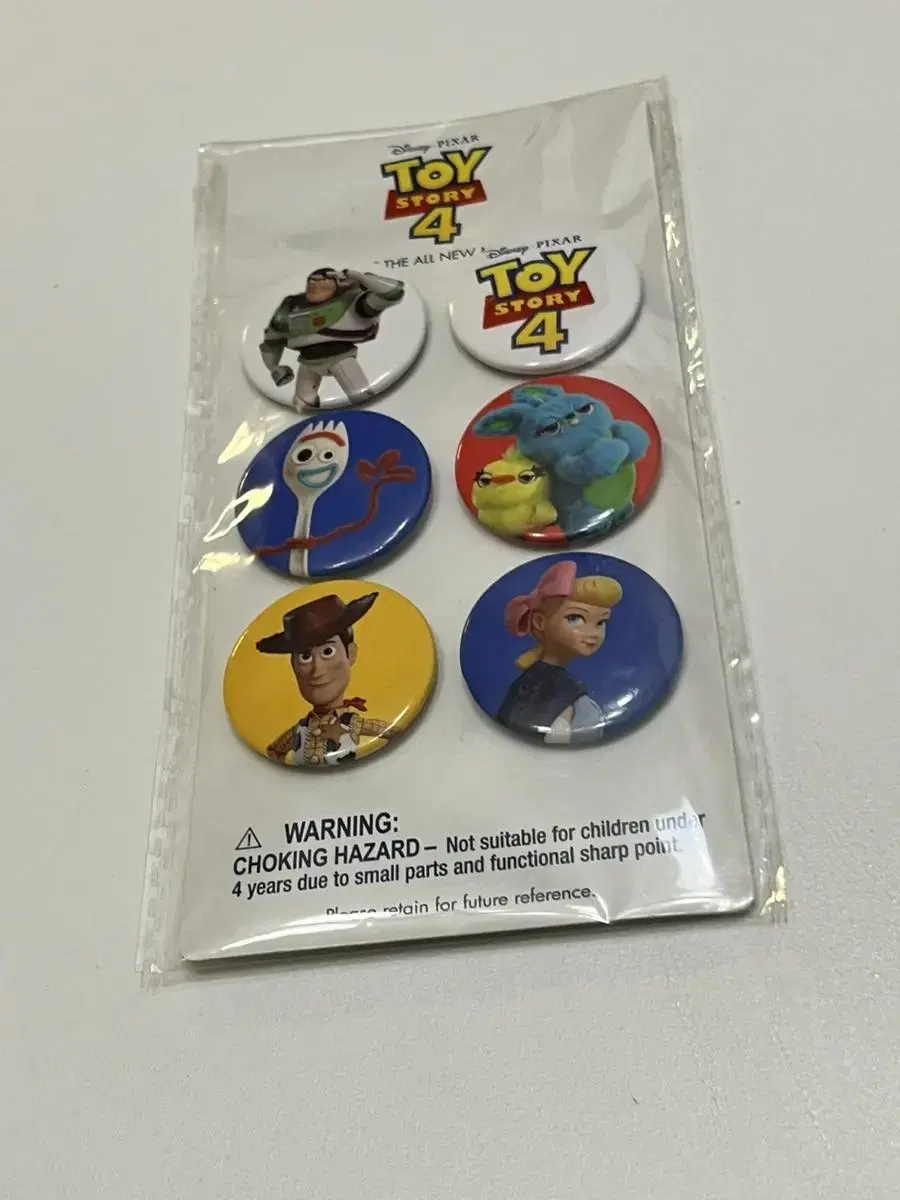 Disney · PIXAR
TOY
STORY
4
THE ALL NEW
Disney · PIXAR
TOY
STORY
4
WARNING:
CHOKING HAZARD – Not suitable for children under
4 years due to small parts and functional sharp point.
Please retain for future reference.